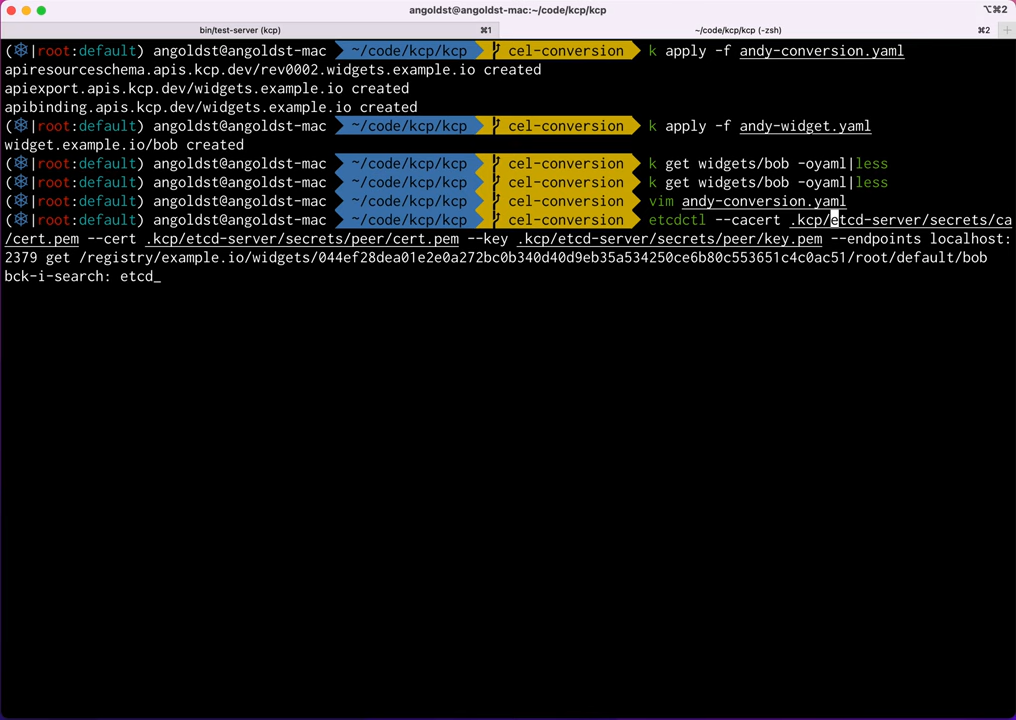 angoldst@angoldst-mac:~/code/kcp/kcp
⌥⌘2
bin/test-server (kcp) ⌘1 ~/code/kcp/kcp (-zsh) ⌘2 +
(⎈|root:default) angoldst@angoldst-mac ~/code/kcp/kcp cel-conversion k apply -f andy-conversion.yaml
apiresourceschema.apis.kcp.dev/rev0002.widgets.example.io created
apiexport.apis.kcp.dev/widgets.example.io created
apibinding.apis.kcp.dev/widgets.example.io created
(⎈|root:default) angoldst@angoldst-mac ~/code/kcp/kcp cel-conversion k apply -f andy-widget.yaml
widget.example.io/bob created
(⎈|root:default) angoldst@angoldst-mac ~/code/kcp/kcp cel-conversion k get widgets/bob -oyaml|less
(⎈|root:default) angoldst@angoldst-mac ~/code/kcp/kcp cel-conversion k get widgets/bob -oyaml|less
(⎈|root:default) angoldst@angoldst-mac ~/code/kcp/kcp cel-conversion vim andy-conversion.yaml
(⎈|root:default) angoldst@angoldst-mac ~/code/kcp/kcp cel-conversion etcdctl --cacert .kcp/etcd-server/secrets/ca
/cert.pem --cert .kcp/etcd-server/secrets/peer/cert.pem --key .kcp/etcd-server/secrets/peer/key.pem --endpoints localhost:
2379 get /registry/example.io/widgets/044ef28dea01e2e0a272bc0b340d40d9eb35a534250ce6b80c553651c4c0ac51/root/default/bob
bck-i-search: etcd_